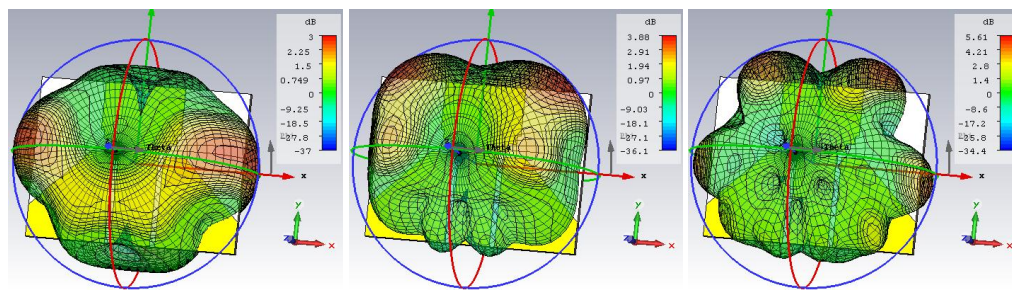 dB
3
2.25
1.5
0.749
0
-9.25
-18.5
-27.8
-37
Theta
x
y
z
x
dB
3.88
2.91
1.94
0.97
0
-9.03
-18.1
-27.1
-36.1
Theta
x
y
z
x
dB
5.61
4.21
2.8
1.4
0
-8.6
-17.2
-25.8
-34.4
Theta
x
y
z
x